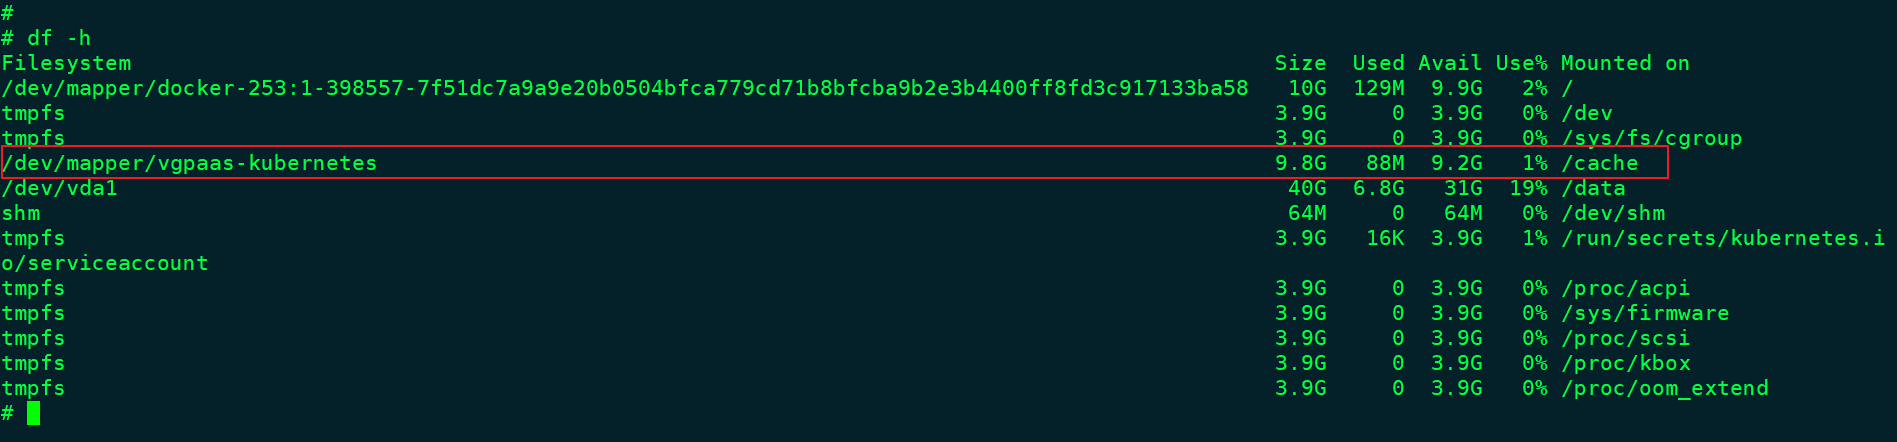 #
# df -h
Filesystem Size Used Avail Use% Mounted on
/dev/mapper/docker-253:1-398557-7f51dc7a9a9e20b0504bfca779cd71b8bfcba9b2e3b4400ff8fd3c917133ba58 10G 129M 9.9G 2% /
tmpfs 3.9G 0 3.9G 0% /dev
tmpfs 3.9G 0 3.9G 0% /sys/fs/cgroup
/dev/mapper/vgpaas-kubernetes 9.8G 88M 9.2G 1% /cache
/dev/vda1 40G 6.8G 31G 19% /data
shm 64M 0 64M 0% /dev/shm
tmpfs 3.9G 16K 3.9G 1% /run/secrets/kubernetes.i
o/serviceaccount
tmpfs 3.9G 0 3.9G 0% /proc/acpi
tmpfs 3.9G 0 3.9G 0% /sys/firmware
tmpfs 3.9G 0 3.9G 0% /proc/scsi
tmpfs 3.9G 0 3.9G 0% /proc/kbox
tmpfs 3.9G 0 3.9G 0% /proc/oom_extend
#